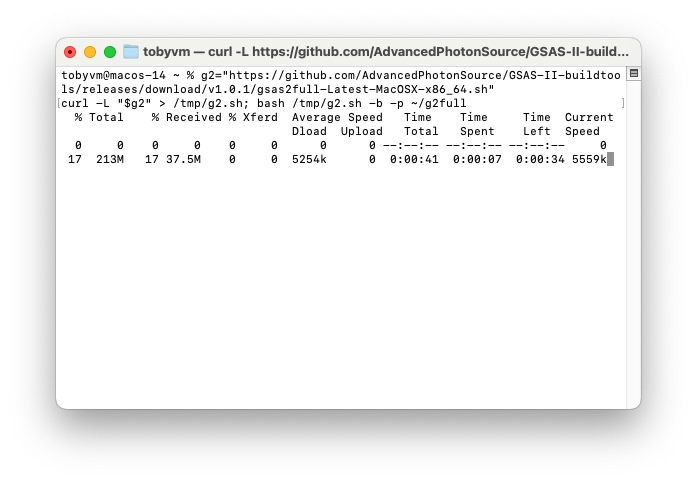 tobyvm — curl -L https://github.com/AdvancedPhotonSource/GSAS-II-build...
tobyvm@macos-14 ~ % g2="https://github.com/AdvancedPhotonSource/GSAS-II-buildtoo
ls/releases/download/v1.0.1/gsas2full-Latest-MacOSX-x86_64.sh"
[curl -L "$g2" > /tmp/g2.sh; bash /tmp/g2.sh -b -p ~/g2full ]
% Total % Received % Xferd Average Speed Time Time Time Current
Dload Upload Total Spent Left Speed
0 0 0 0 0 0 0 0 --:--:-- --:--:-- --:--:-- 0
17 213M 17 37.5M 0 0 5254k 0 0:00:41 0:00:07 0:00:34 5559k